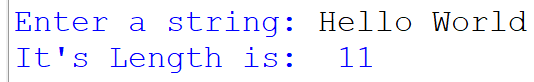 Enter a string: Hello World
It's Length is:  11